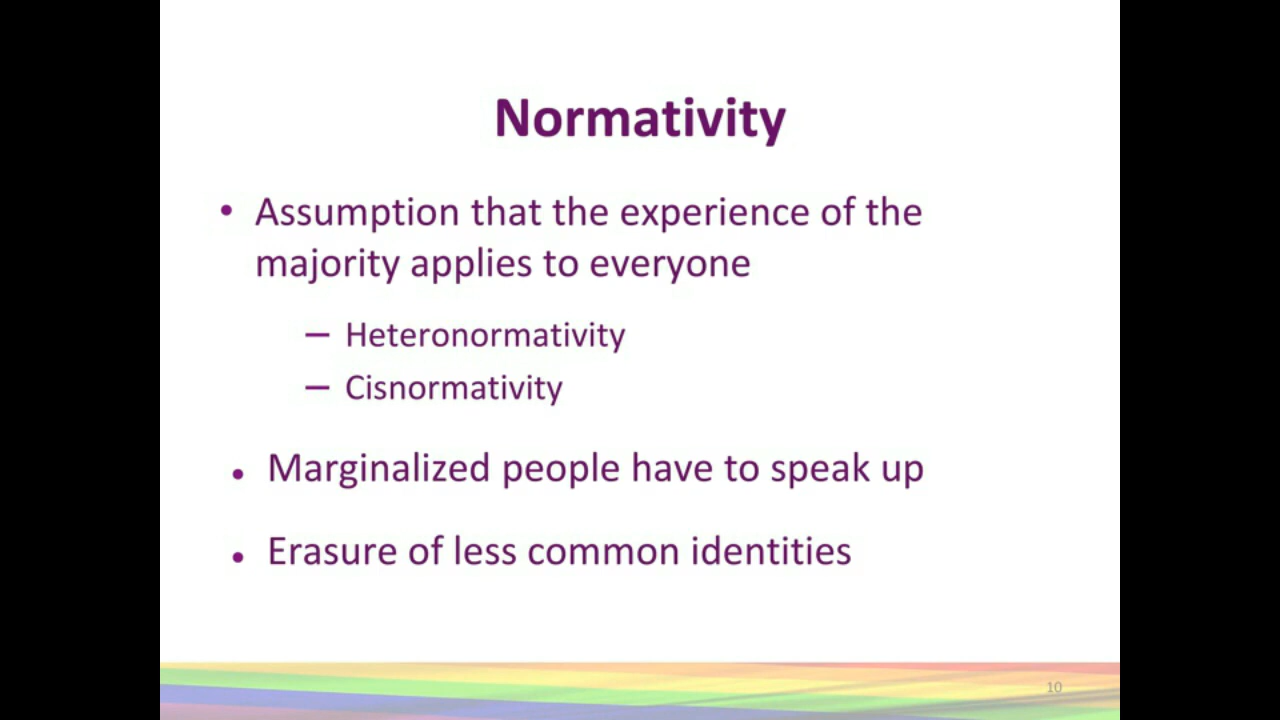 Normativity
• Assumption that the experience of the
majority applies to everyone
– Heteronormativity
– Cisnormativity
• Marginalized people have to speak up
• Erasure of less common identities
10